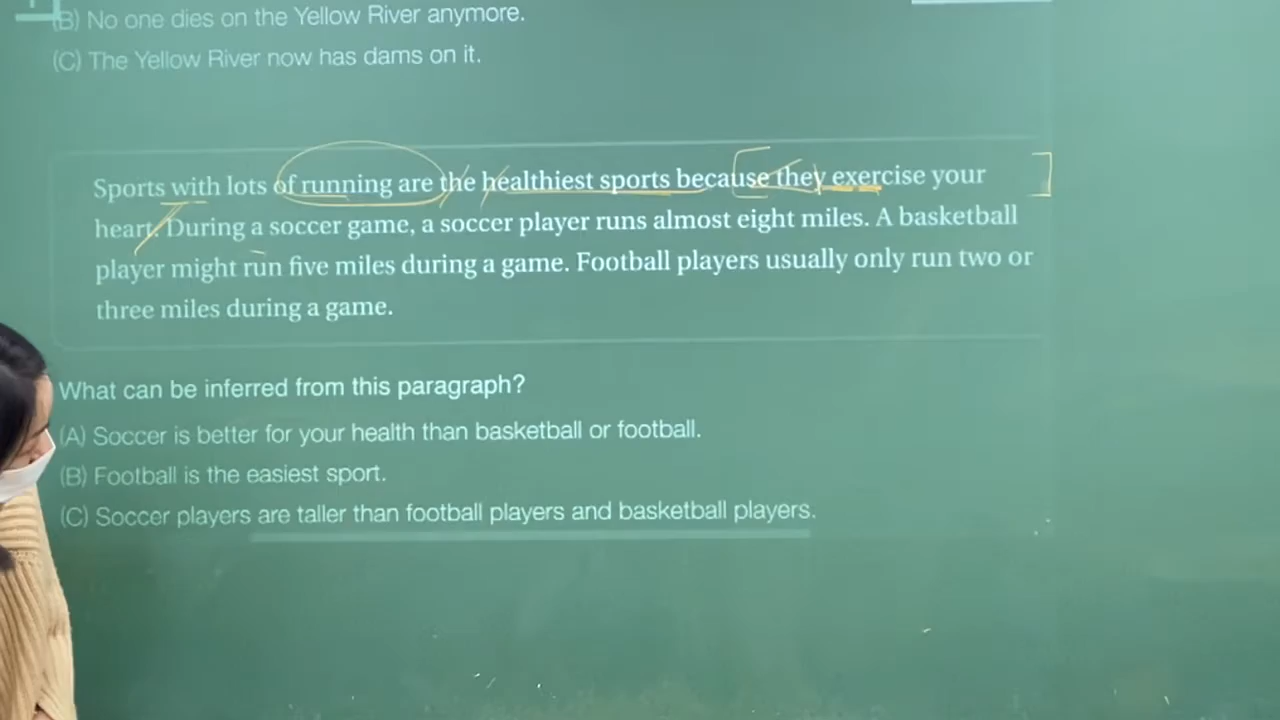 (B) No one dies on the Yellow River anymore.
(C) The Yellow River now has dams on it.
Sports with lots of running are the healthiest sports because they exercise your
heart. During a soccer game, a soccer player runs almost eight miles. A basketball
player might run five miles during a game. Football players usually only run two or
three miles during a game.
What can be inferred from this paragraph?
(A) Soccer is better for your health than basketball or football.
(B) Football is the easiest sport.
(C) Soccer players are taller than football players and basketball players.